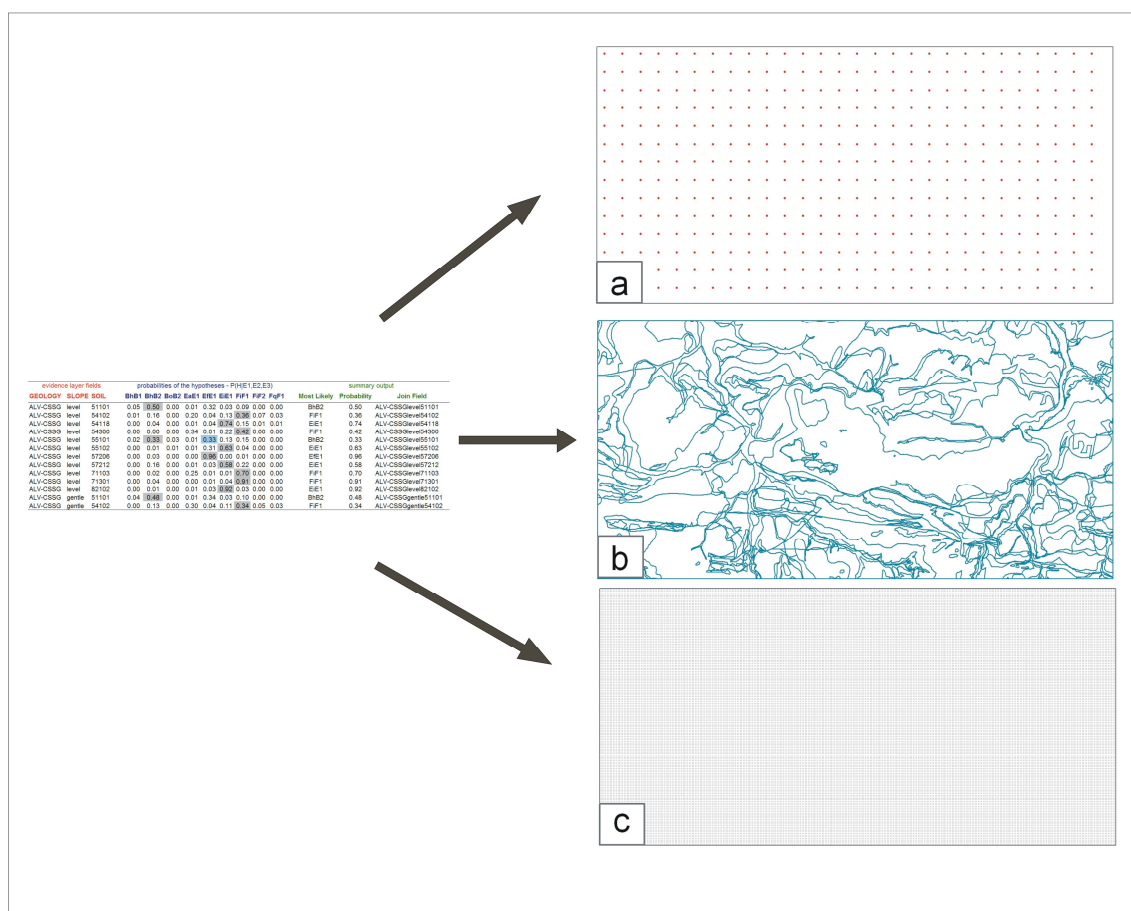 evidence layer fields probabilities of the hypotheses - P(H|E1,E2,E3) summary output
GEOLOGY SLOPE SOIL BhB1 BhB2 BoB2 EaE1 EfE1 EiE1 FiF1 FiF2 FqF1 Most Likely Probability Join Field
ALV-CSSG level 51101 0.05 0.50 0.00 0.01 0.32 0.03 0.09 0.00 0.00 BhB2 0.50 ALV-CSSGlevel51101
ALV-CSSG level 54102 0.01 0.16 0.00 0.20 0.04 0.13 0.36 0.07 0.03 FiF1 0.36 ALV-CSSGlevel54102
ALV-CSSG level 54118 0.00 0.04 0.00 0.01 0.04 0.74 0.15 0.01 0.01 EiE1 0.74 ALV-CSSGlevel54118
ALV-CSSG level 54300 0.00 0.00 0.00 0.34 0.01 0.22 0.42 0.00 0.00 FiF1 0.42 ALV-CSSGlevel54300
ALV-CSSG level 55101 0.02 0.33 0.03 0.01 0.33 0.13 0.15 0.00 0.00 BhB2 0.33 ALV-CSSGlevel55101
ALV-CSSG level 55102 0.00 0.01 0.01 0.01 0.31 0.63 0.04 0.00 0.00 EiE1 0.63 ALV-CSSGlevel55102
ALV-CSSG level 57206 0.00 0.03 0.00 0.00 0.96 0.00 0.01 0.00 0.00 EfE1 0.96 ALV-CSSGlevel57206
ALV-CSSG level 57212 0.00 0.16 0.00 0.01 0.03 0.58 0.22 0.00 0.00 EiE1 0.58 ALV-CSSGlevel57212
ALV-CSSG level 71103 0.00 0.02 0.00 0.25 0.01 0.01 0.70 0.00 0.00 FiF1 0.70 ALV-CSSGlevel71103
ALV-CSSG level 71301 0.00 0.04 0.00 0.00 0.01 0.04 0.91 0.00 0.00 FiF1 0.91 ALV-CSSGlevel71301
ALV-CSSG level 82102 0.00 0.01 0.00 0.01 0.03 0.92 0.03 0.00 0.00 EiE1 0.92 ALV-CSSGlevel82102
ALV-CSSG gentle 51101 0.04 0.48 0.00 0.01 0.34 0.03 0.10 0.00 0.00 BhB2 0.48 ALV-CSSGgentle51101
ALV-CSSG gentle 54102 0.00 0.13 0.00 0.30 0.04 0.11 0.34 0.05 0.03 FiF1 0.34 ALV-CSSGgentle54102
a
b
c